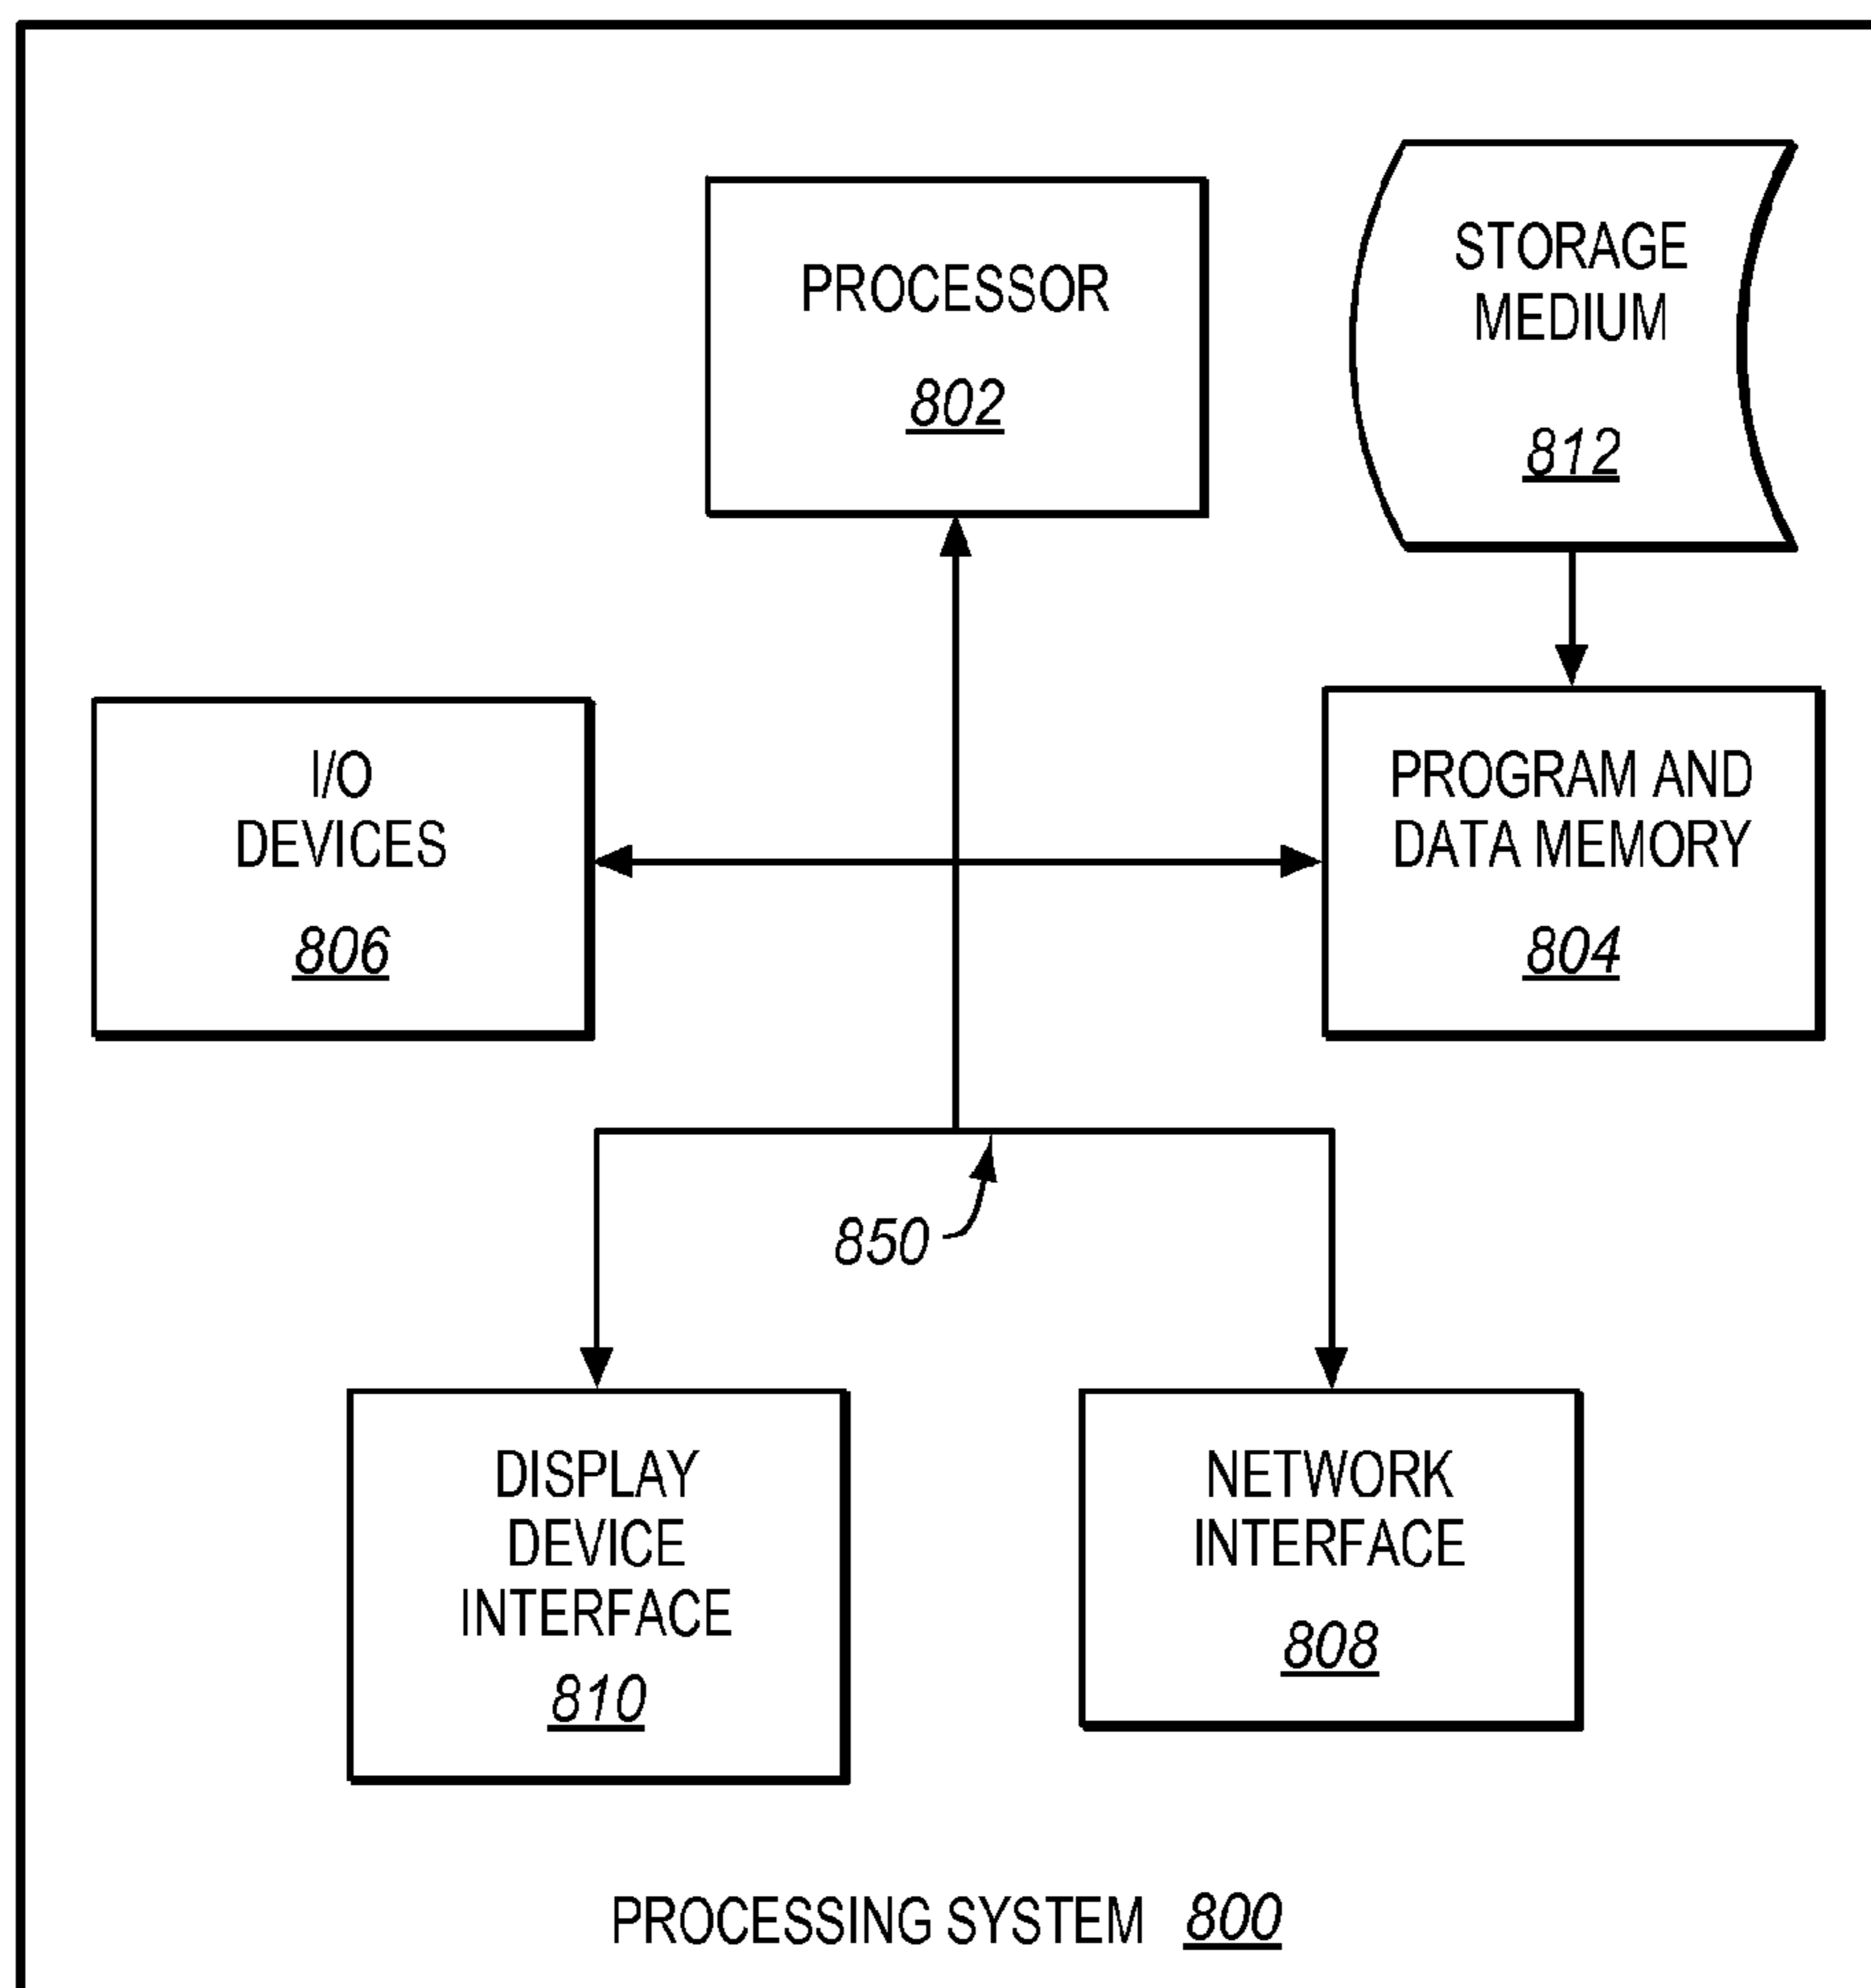 PROCESSOR
802
STORAGE
MEDIUM
812
I/O
DEVICES
806
PROGRAM AND
DATA MEMORY
804
850
DISPLAY
DEVICE
INTERFACE
810
NETWORK
INTERFACE
808
PROCESSING SYSTEM 800